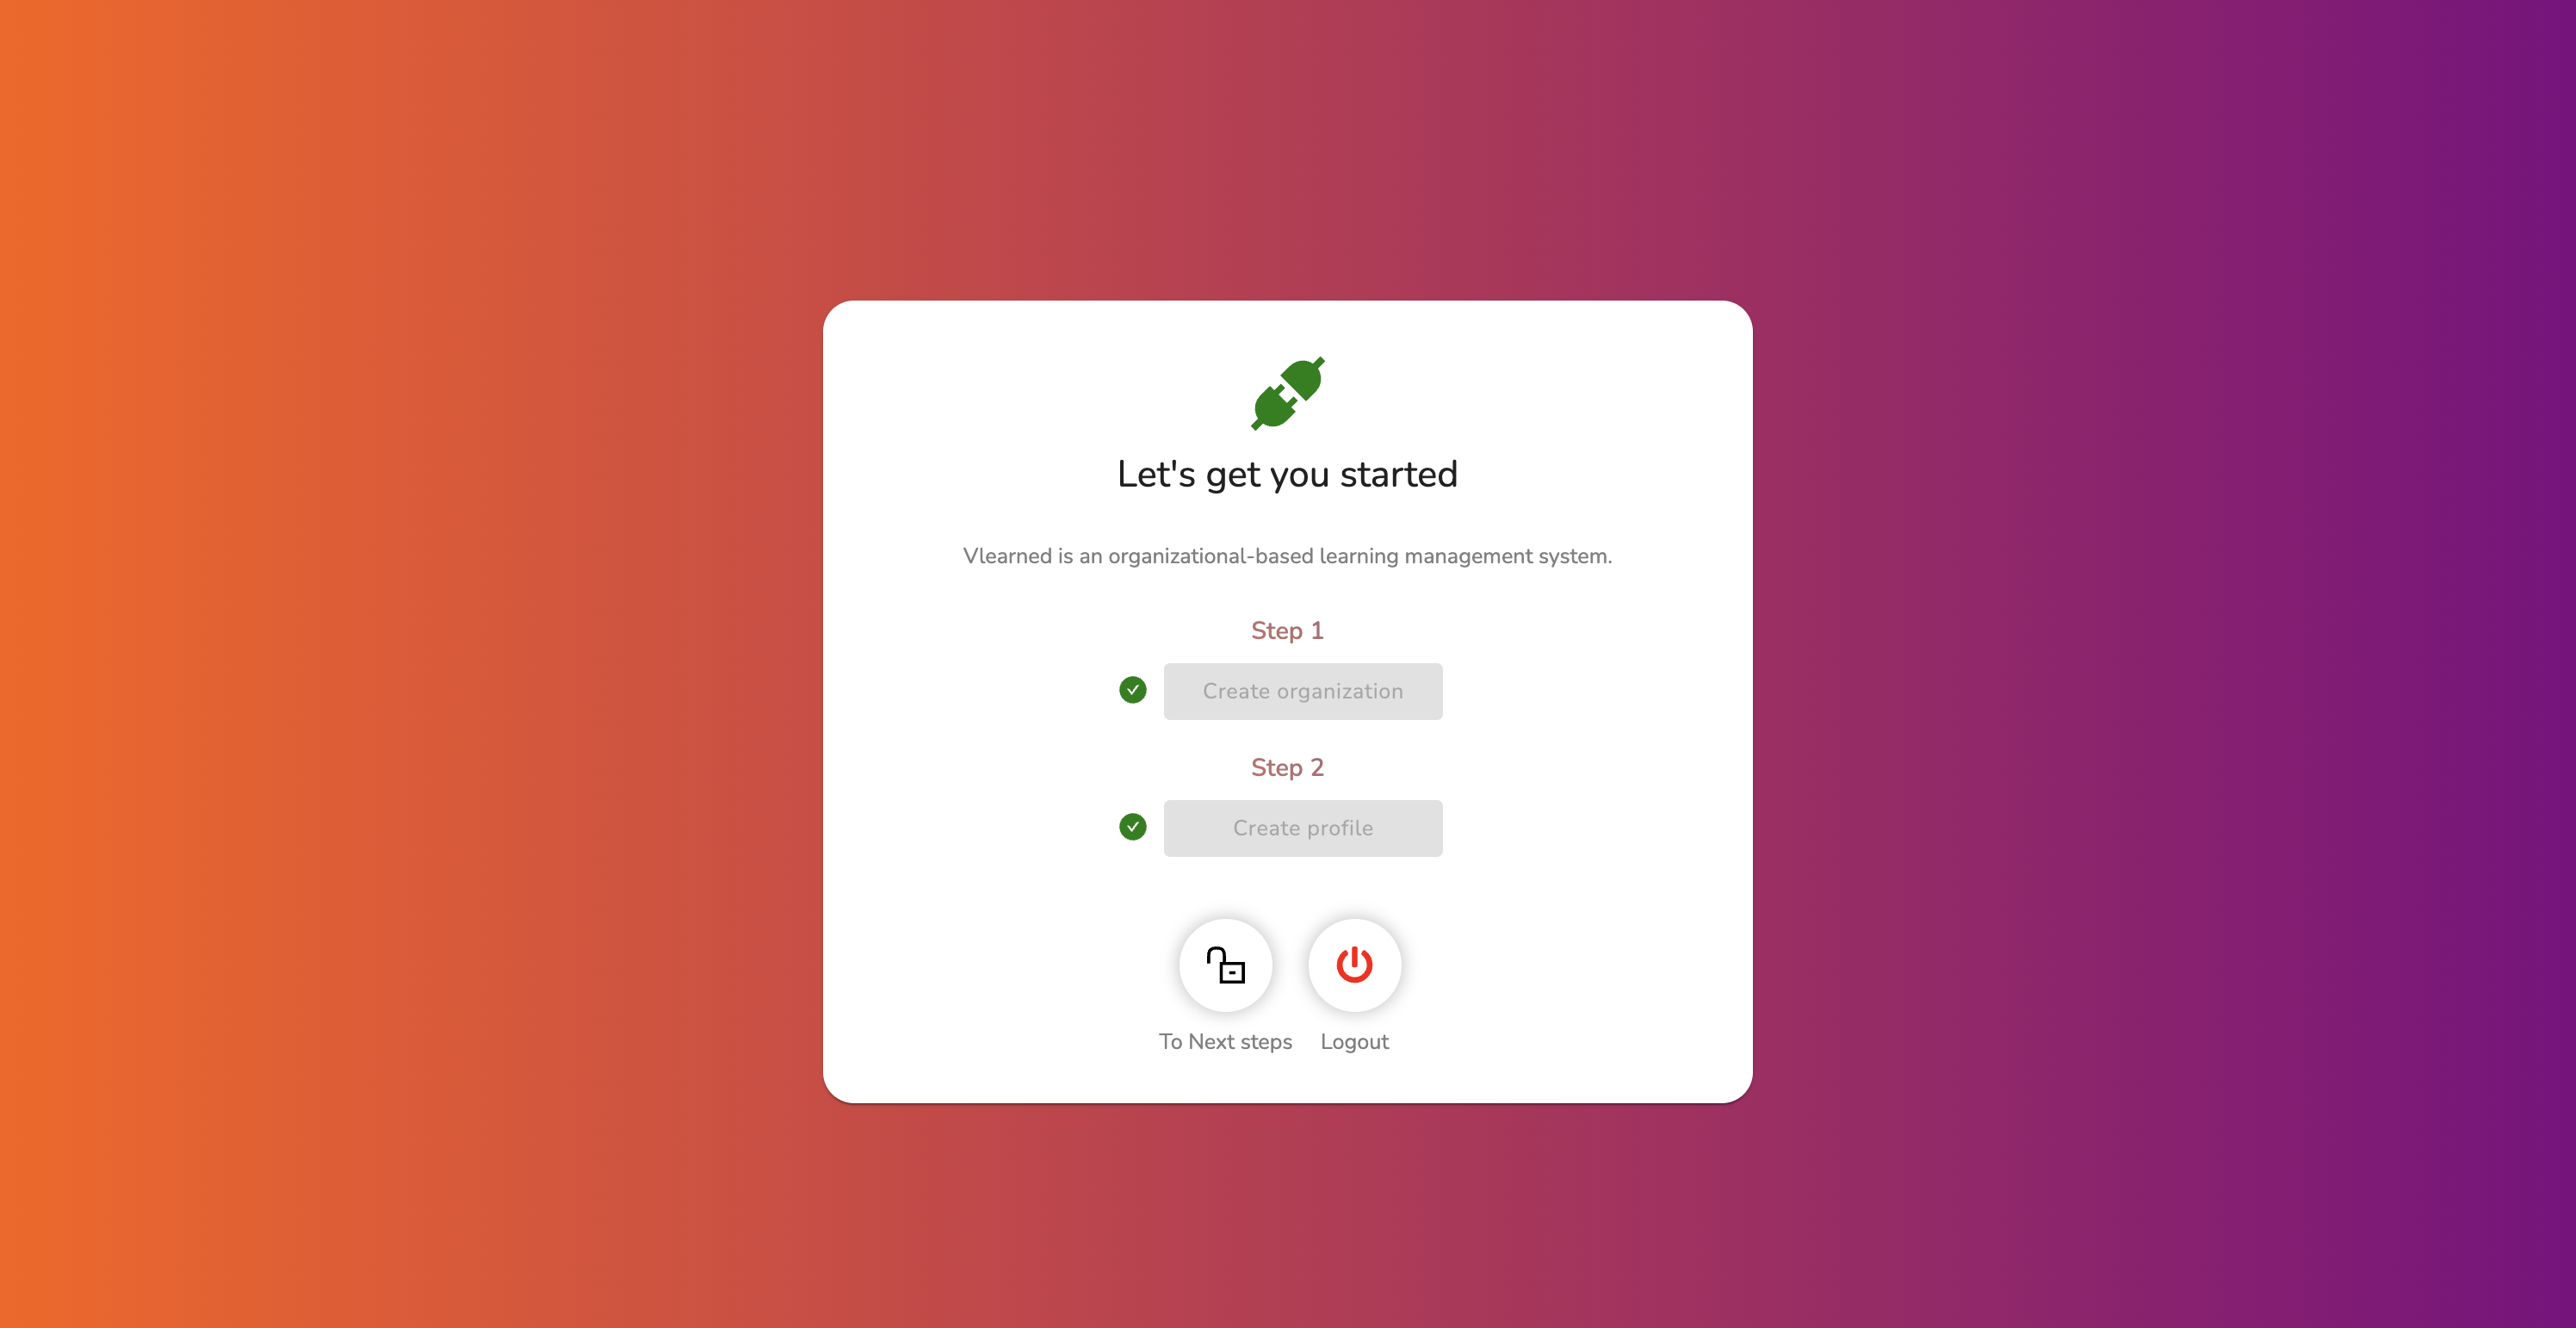 Let's get you started
Vlearned is an organizational-based learning management system.
Step 1
Create organization
Step 2
Create profile
To Next steps
Logout